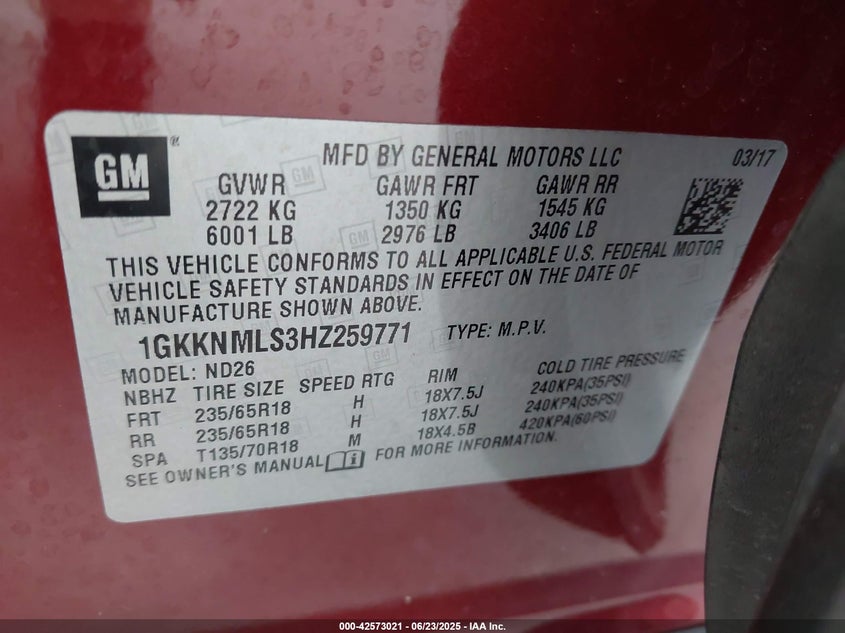 GM
MFD BY GENERAL MOTORS LLC 03/17
GVWR GAWR FRT GAWR RR
2722 KG 1350 KG 1545 KG
6001 LB 2976 LB 3406 LB
THIS VEHICLE CONFORMS TO ALL APPLICABLE U.S. FEDERAL MOTOR
VEHICLE SAFETY STANDARDS IN EFFECT ON THE DATE OF
MANUFACTURE SHOWN ABOVE.
1GKKNMLS3HZ259771 TYPE: M.P.V.
MODEL: ND26
NBHZ TIRE SIZE SPEED RTG RIM COLD TIRE PRESSURE
FRT 235/65R18 H 18X7.5J 240KPA(35PSI)
RR 235/65R18 H 18X7.5J 240KPA(35PSI)
SPA T135/70R18 M 18X4.5B 420KPA(60PSI)
SEE OWNER'S MANUAL FOR MORE INFORMATION.
000-42573021 - 06/23/2025 - IAA Inc.